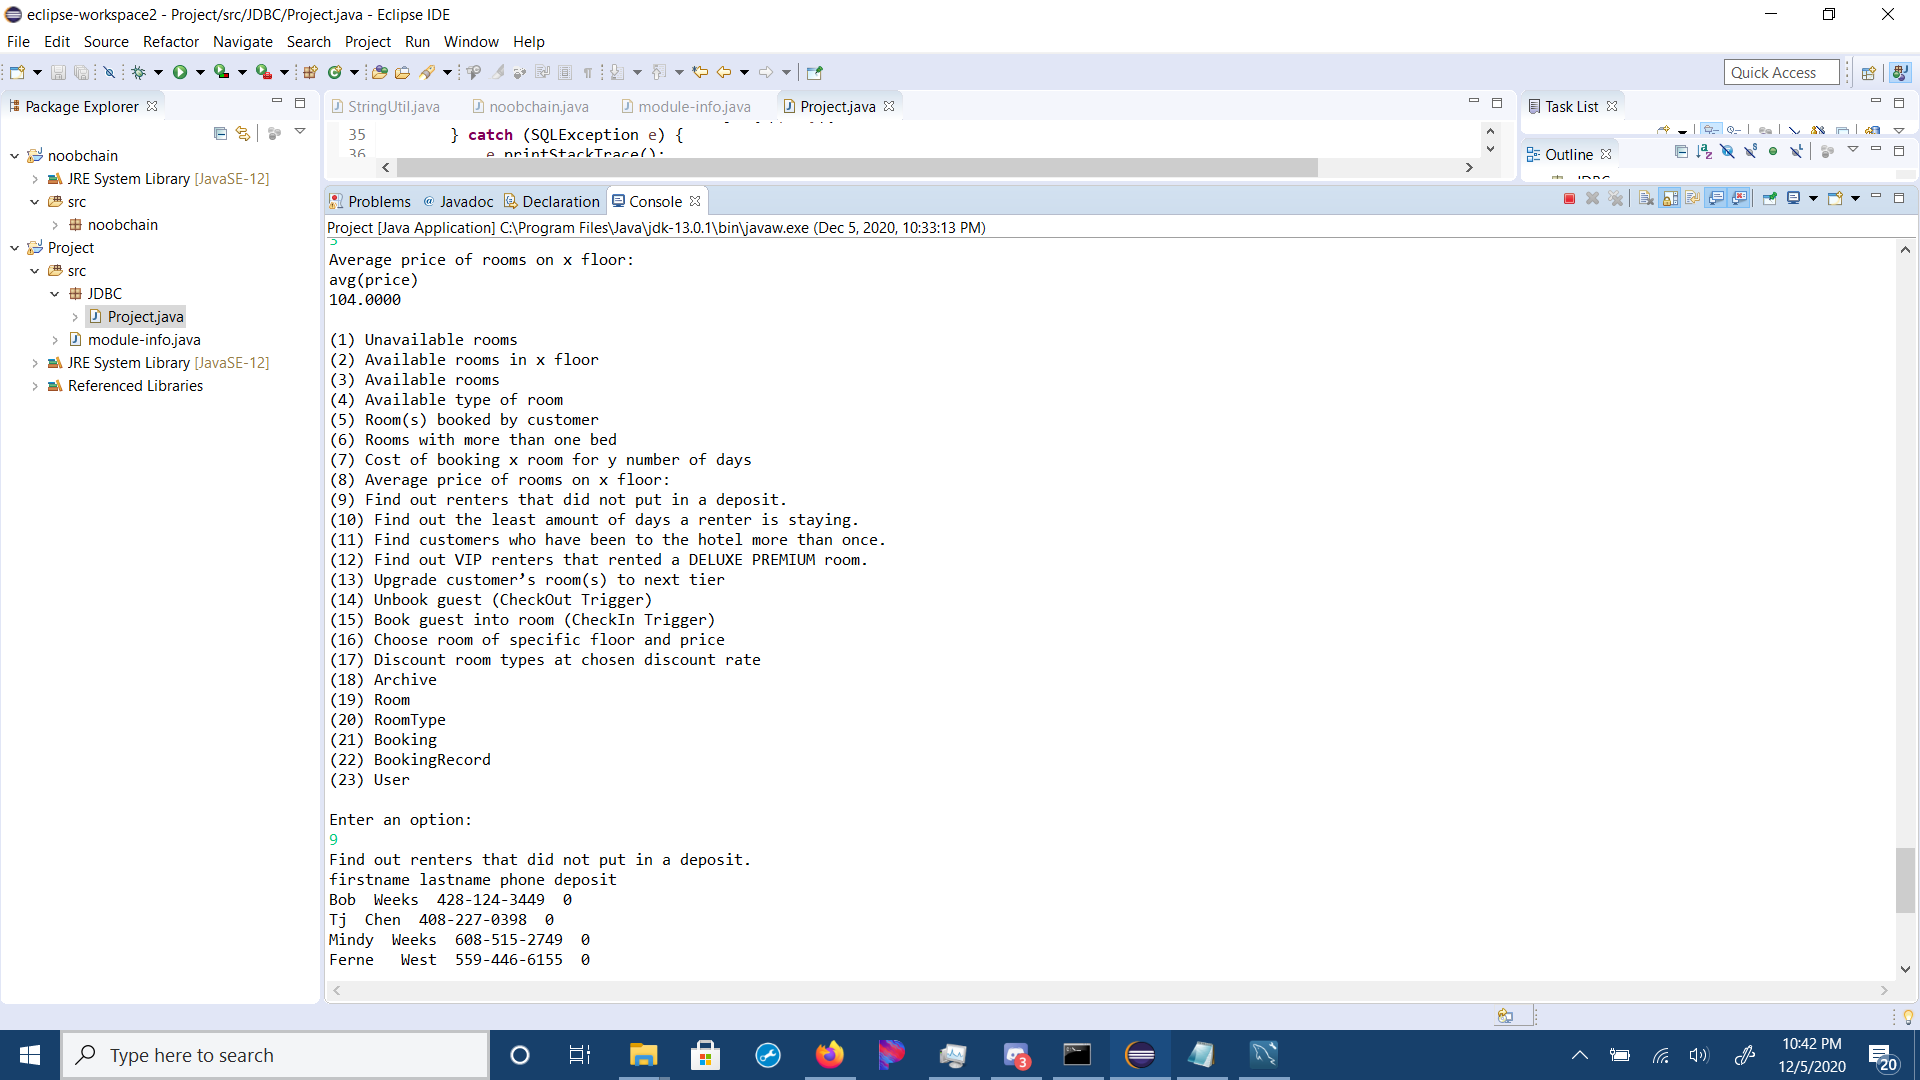 eclipse-workspace2 - Project/src/JDBC/Project.java - Eclipse IDE
File Edit Source Refactor Navigate Search Project Run Window Help
Quick Access
Package Explorer
StringUtil.java noobchain.java module-info.java Project.java
Task List
35 } catch (SQLException e) {
36 e.printStackTrace();
Outline
JDBC
noobchain
JRE System Library [JavaSE-12]
src
noobchain
Project
src
JDBC
Project.java
module-info.java
JRE System Library [JavaSE-12]
Referenced Libraries
Problems @ Javadoc Declaration Console
Project [Java Application] C:\Program Files\Java\jdk-13.0.1\bin\javaw.exe (Dec 5, 2020, 10:33:13 PM)
Average price of rooms on x floor:
avg(price)
104.0000
(1) Unavailable rooms
(2) Available rooms in x floor
(3) Available rooms
(4) Available type of room
(5) Room(s) booked by customer
(6) Rooms with more than one bed
(7) Cost of booking x room for y number of days
(8) Average price of rooms on x floor:
(9) Find out renters that did not put in a deposit.
(10) Find out the least amount of days a renter is staying.
(11) Find customers who have been to the hotel more than once.
(12) Find out VIP renters that rented a DELUXE PREMIUM room.
(13) Upgrade customer’s room(s) to next tier
(14) Unbook guest (CheckOut Trigger)
(15) Book guest into room (CheckIn Trigger)
(16) Choose room of specific floor and price
(17) Discount room types at chosen discount rate
(18) Archive
(19) Room
(20) RoomType
(21) Booking
(22) BookingRecord
(23) User
Enter an option:
9
Find out renters that did not put in a deposit.
firstname lastname phone deposit
Bob Weeks 428-124-3449 0
Tj Chen 408-227-0398 0
Mindy Weeks 608-515-2749 0
Ferne West 559-446-6155 0
Type here to search
3
10:42 PM
12/5/2020
20